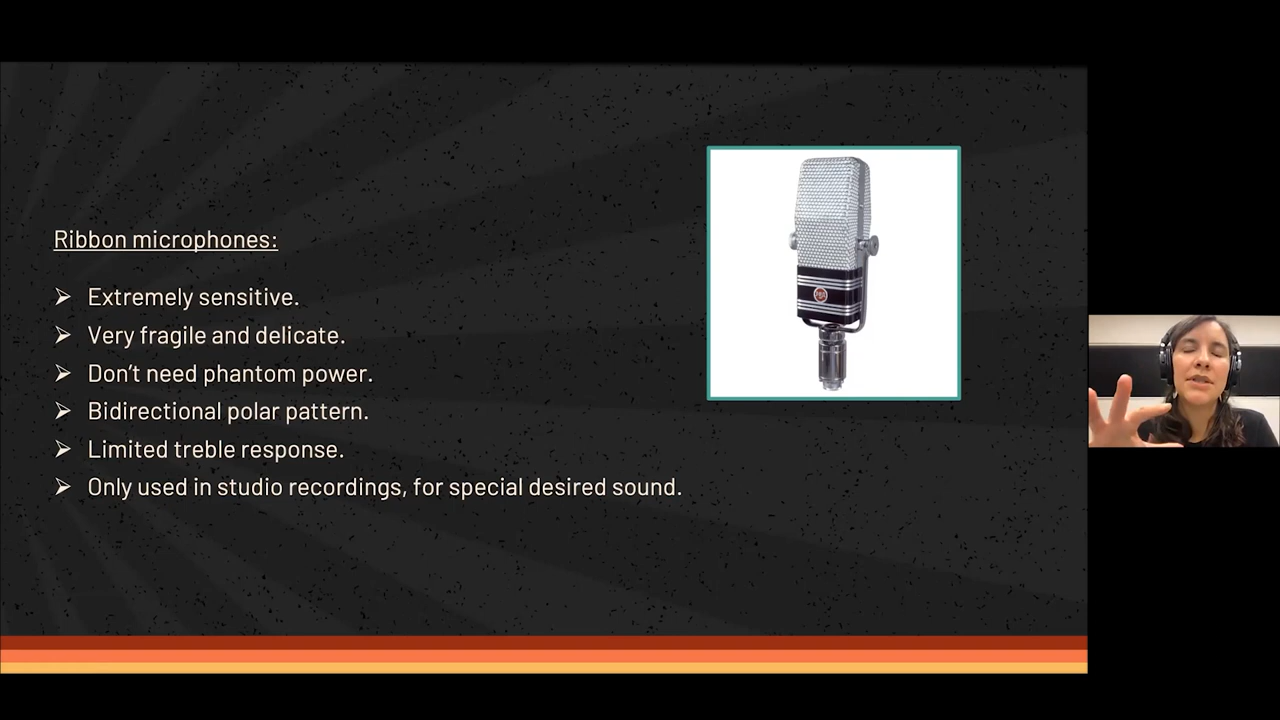 Ribbon microphones:
➢ Extremely sensitive.
➢ Very fragile and delicate.
➢ Don’t need phantom power.
➢ Bidirectional polar pattern.
➢ Limited treble response.
➢ Only used in studio recordings, for special desired sound.